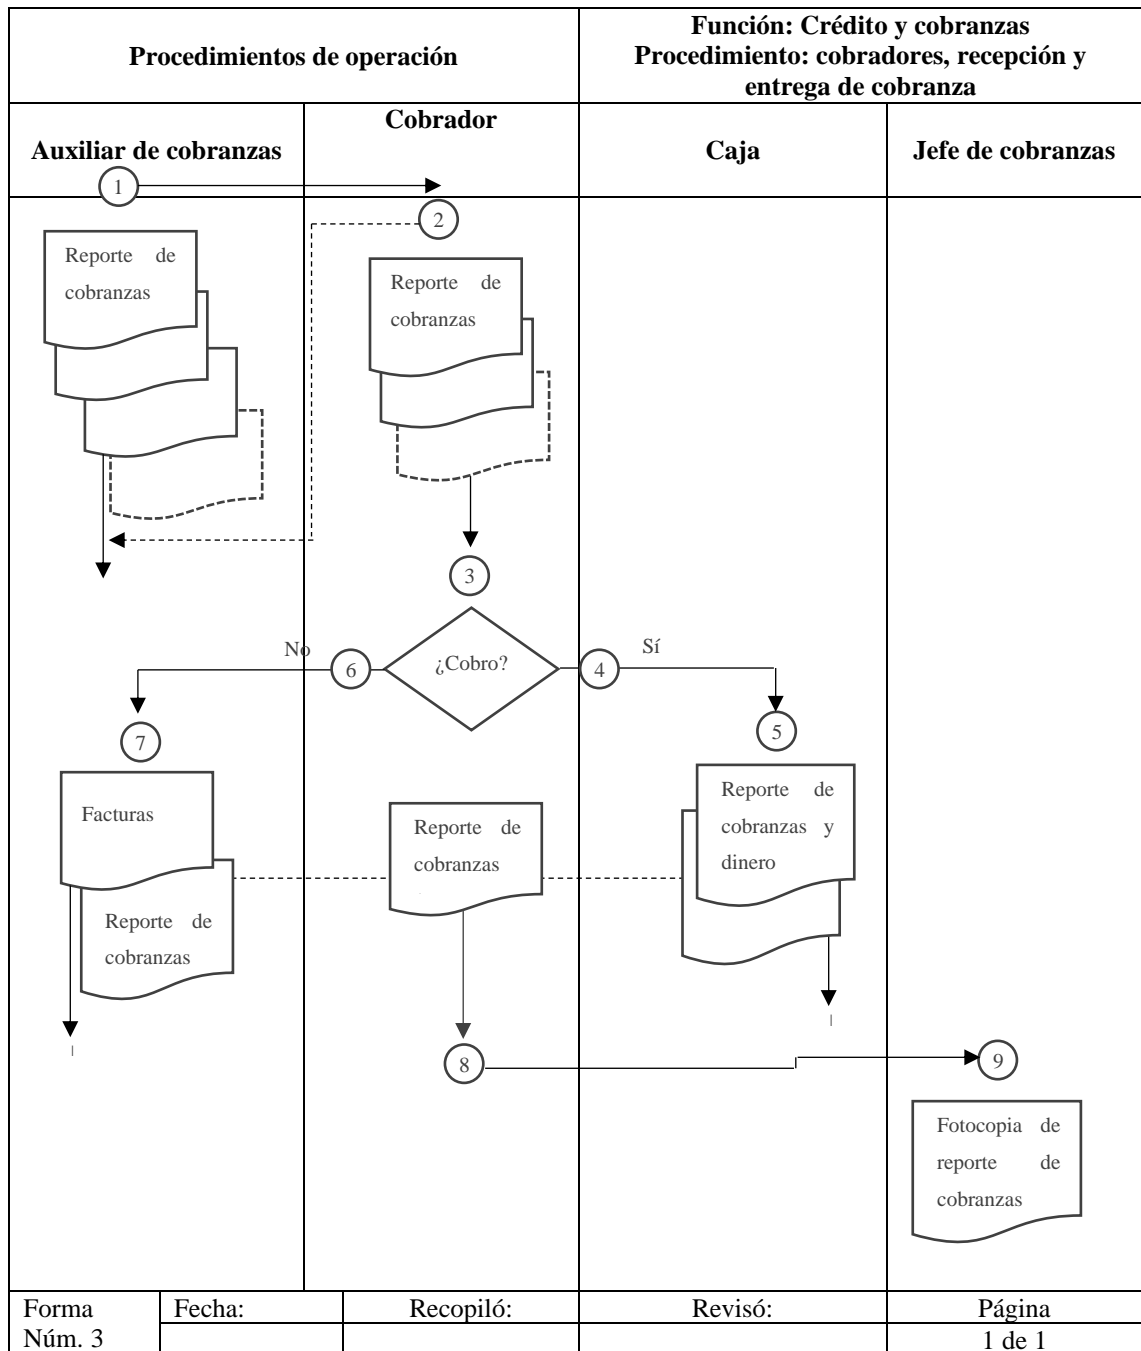 Procedimientos de operación
Función: Crédito y cobranzas
Procedimiento: cobradores, recepción y
entrega de cobranza
Auxiliar de cobranzas
Cobrador
Caja
Jefe de cobranzas
1
2
Reporte de
cobranzas
Reporte de
cobranzas
3
¿Cobro?
No
6
4
Sí
7
5
Facturas
Reporte de
cobranzas
Reporte de
cobranzas
Reporte de
cobranzas y
dinero
8
9
Fotocopia de
reporte de
cobranzas
Forma
Núm. 3
Fecha:
Recopiló:
Revisó:
Página
1 de 1